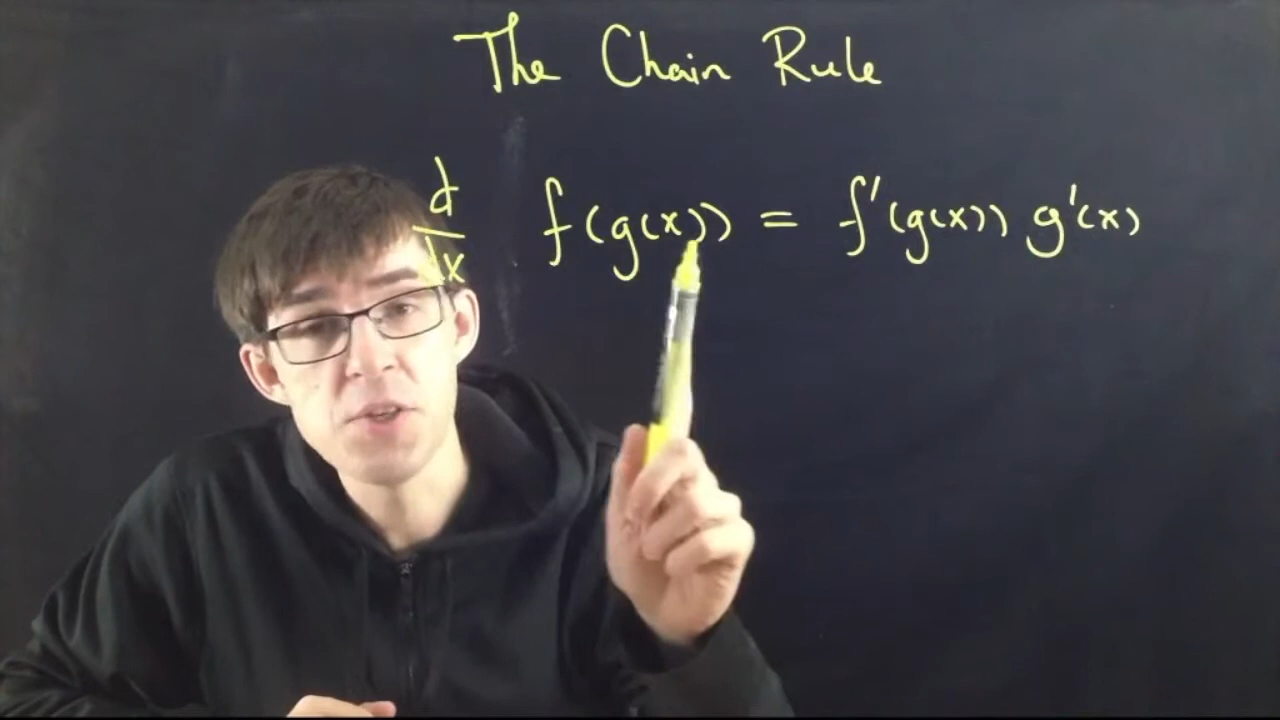 The Chain Rule
d/dx f(g(x)) = f'(g(x)) g'(x)